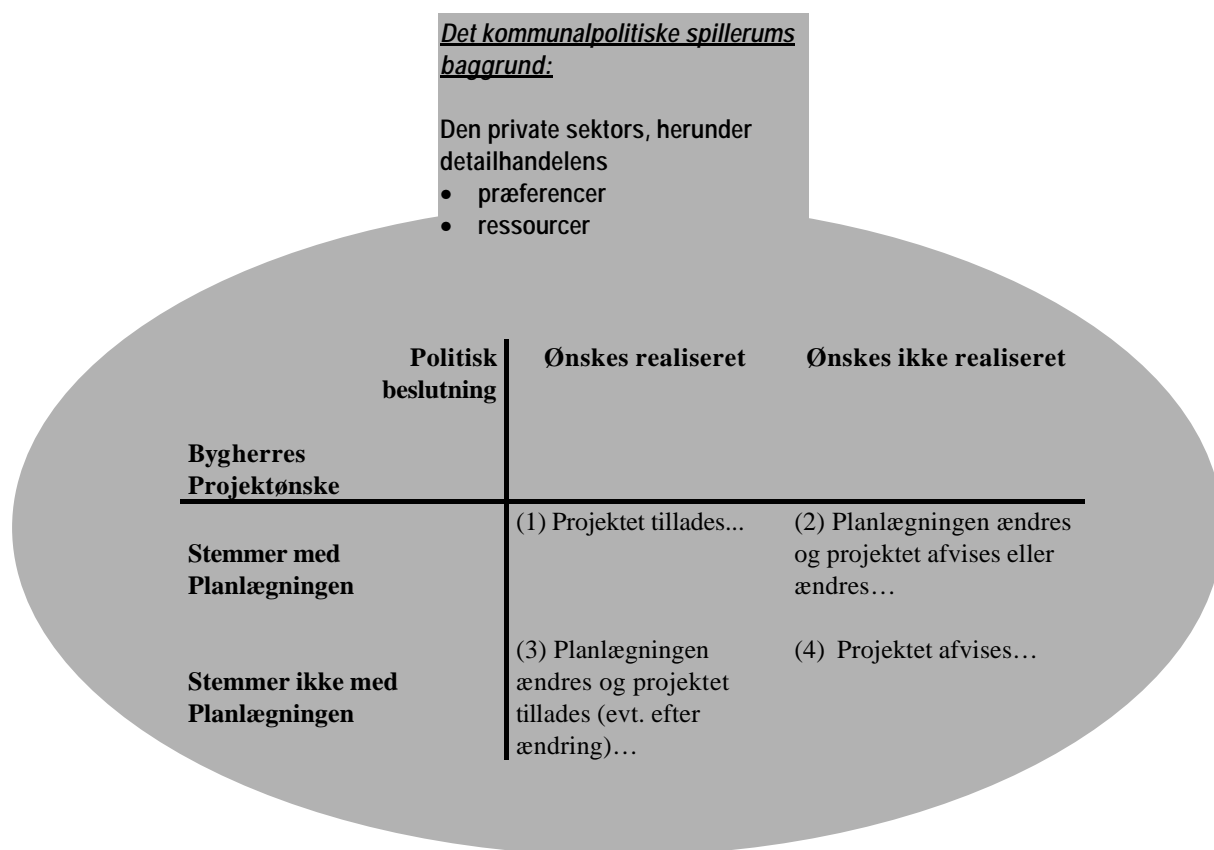 Det kommunalpolitiske spillerums
baggrund:
Den private sektors, herunder
detailhandelens
• præferencer
• ressourcer
Politisk
beslutning
Ønskes realiseret
Ønskes ikke realiseret
Bygherres
Projektønske
Stemmer med
Planlægningen
(1) Projektet tillades...
(2) Planlægningen ændres
og projektet afvises eller
ændres…
Stemmer ikke med
Planlægningen
(3) Planlægningen
ændres og projektet
tillades (evt. efter
ændring)…
(4) Projektet afvises…